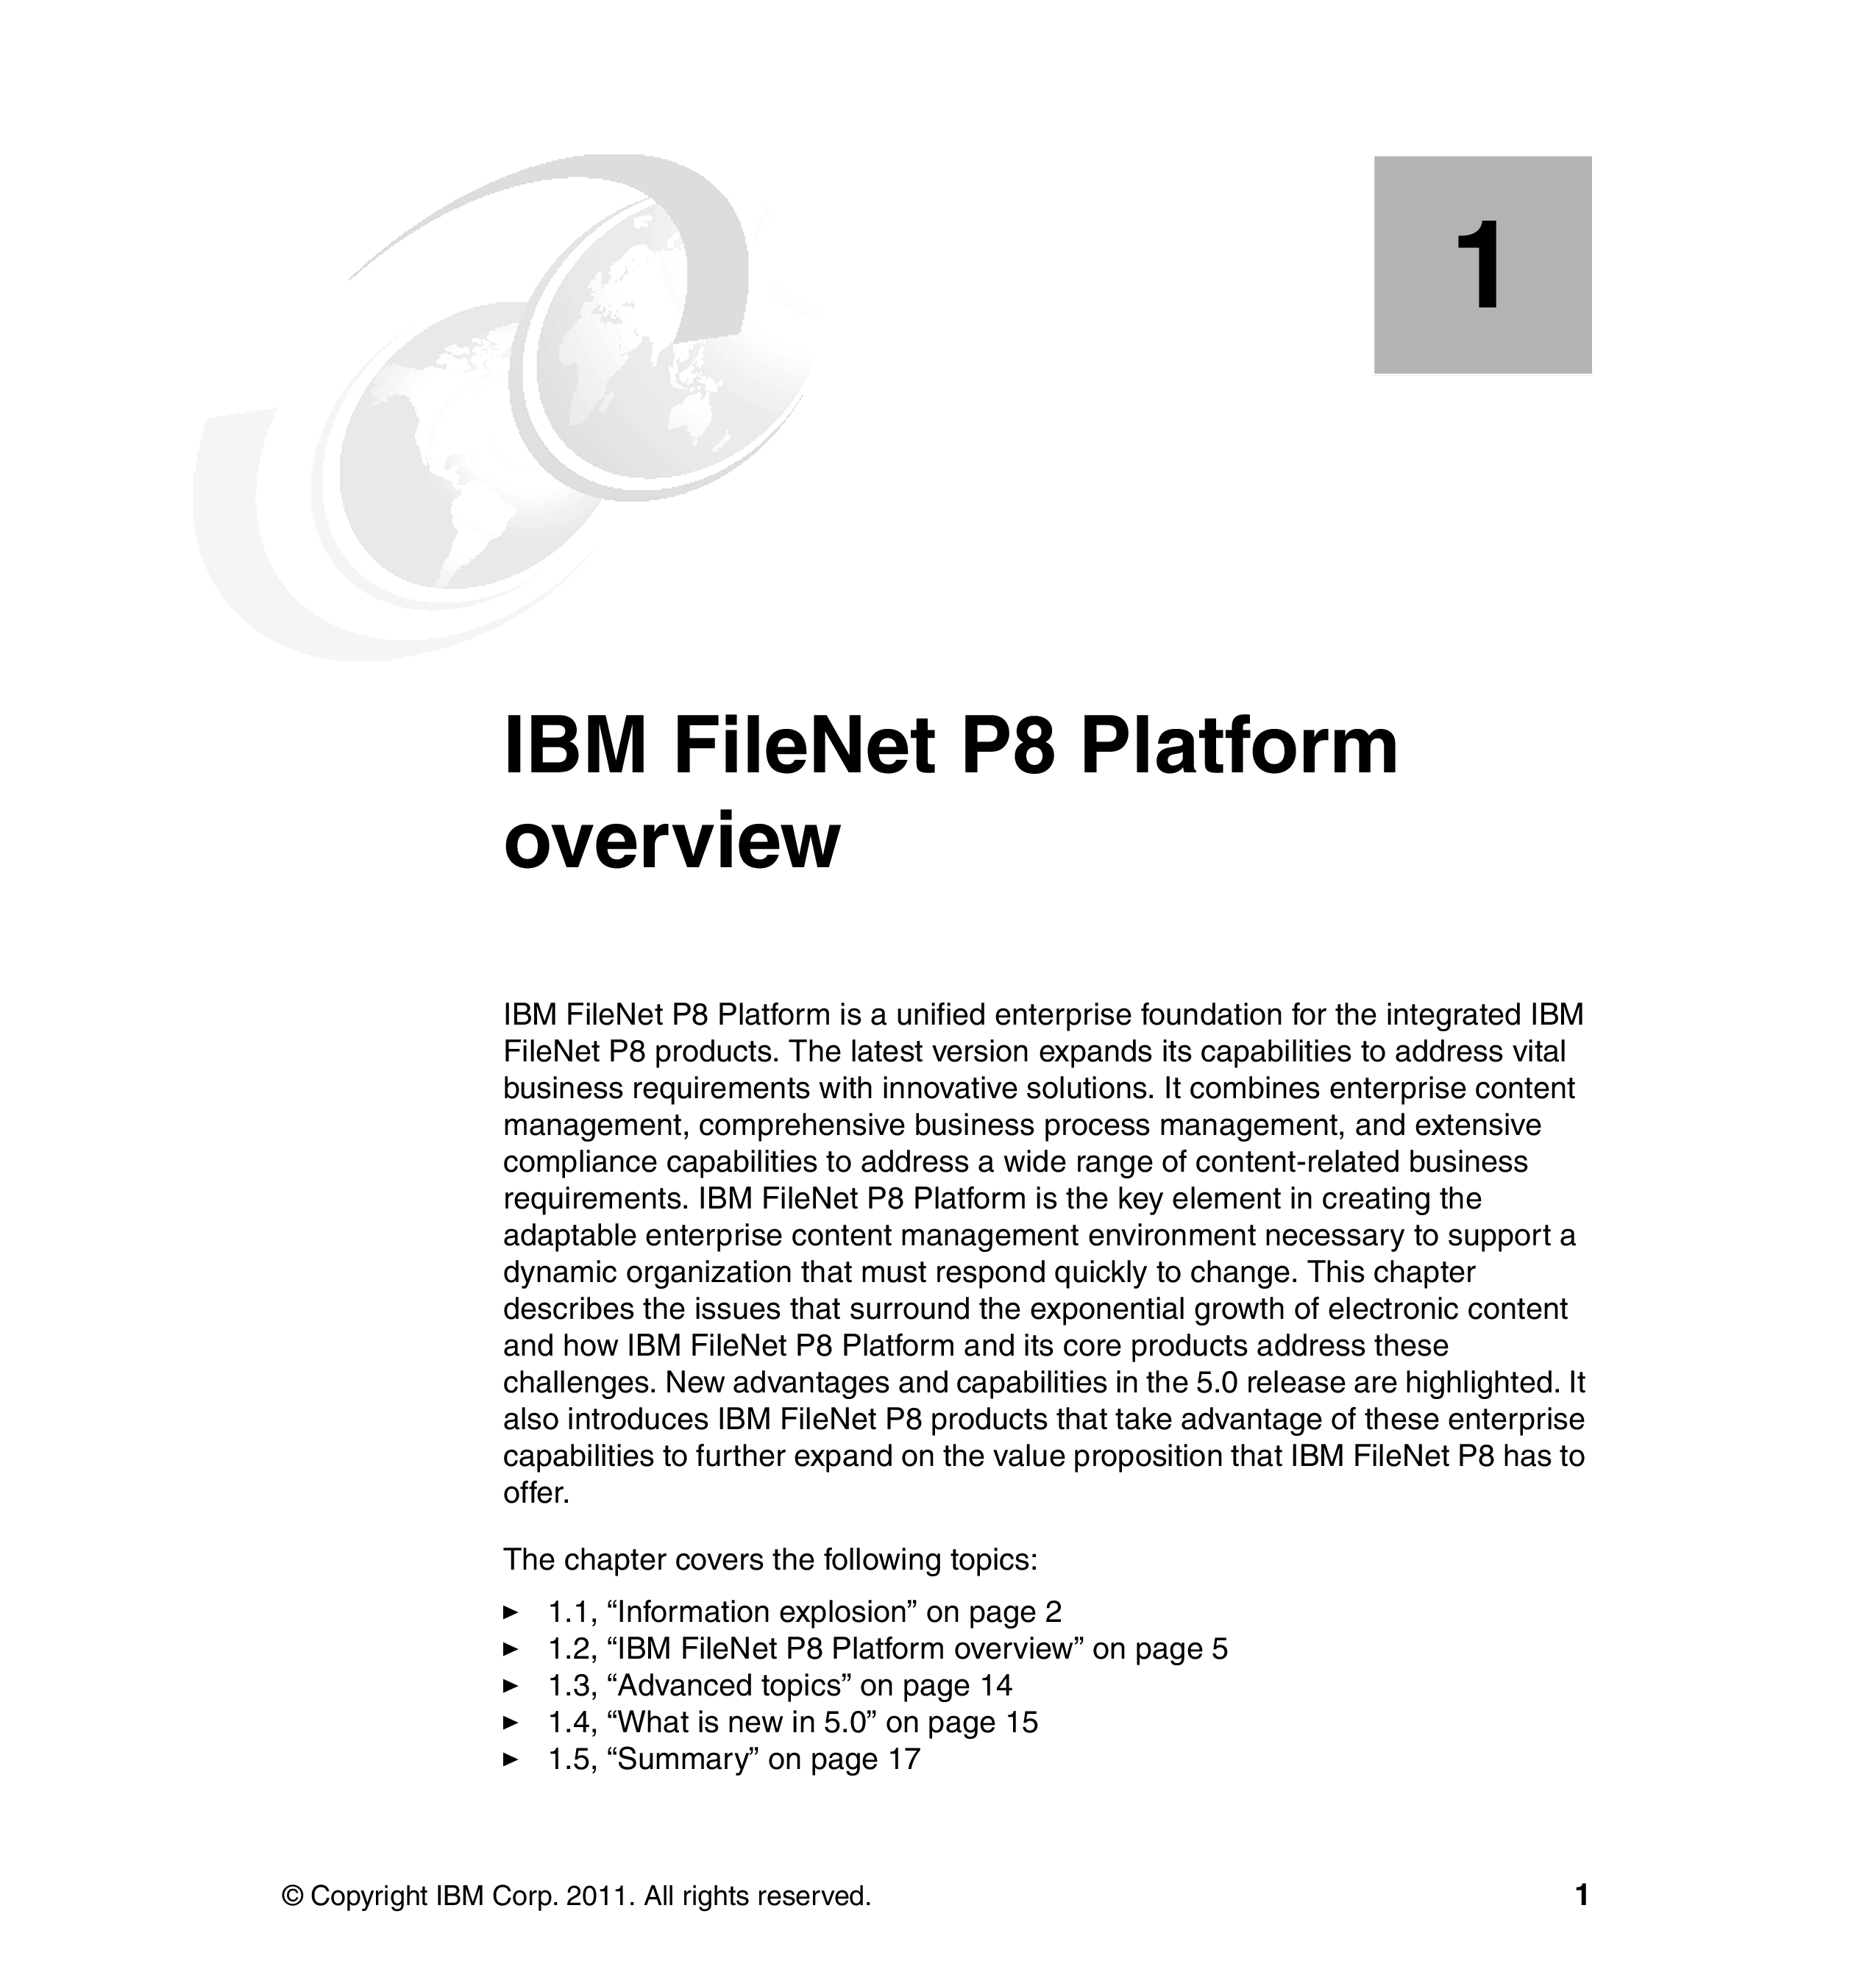 1
IBM FileNet P8 Platform
overview
IBM FileNet P8 Platform is a unified enterprise foundation for the integrated IBM
FileNet P8 products. The latest version expands its capabilities to address vital
business requirements with innovative solutions. It combines enterprise content
management, comprehensive business process management, and extensive
compliance capabilities to address a wide range of content-related business
requirements. IBM FileNet P8 Platform is the key element in creating the
adaptable enterprise content management environment necessary to support a
dynamic organization that must respond quickly to change. This chapter
describes the issues that surround the exponential growth of electronic content
and how IBM FileNet P8 Platform and its core products address these
challenges. New advantages and capabilities in the 5.0 release are highlighted. It
also introduces IBM FileNet P8 products that take advantage of these enterprise
capabilities to further expand on the value proposition that IBM FileNet P8 has to
offer.
The chapter covers the following topics:
► 1.1, “Information explosion” on page 2
► 1.2, “IBM FileNet P8 Platform overview” on page 5
► 1.3, “Advanced topics” on page 14
► 1.4, “What is new in 5.0” on page 15
► 1.5, “Summary” on page 17
© Copyright IBM Corp. 2011. All rights reserved. 1